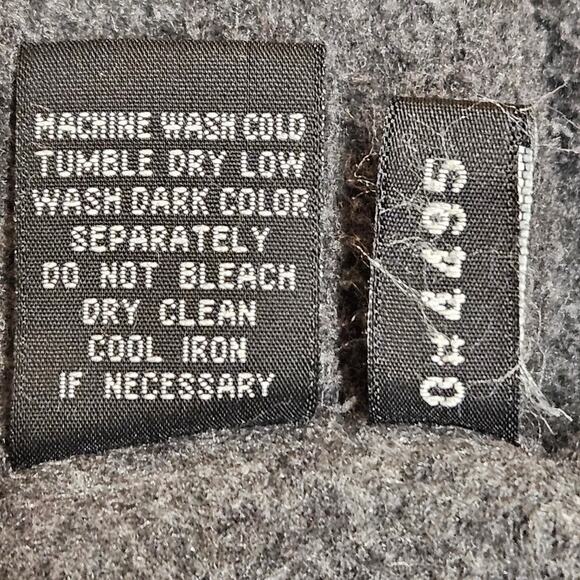 MACHINE WASH COLD
TUMBLE DRY LOW
WASH DARK COLOR
SEPARATELY
DO NOT BLEACH
DRY CLEAN
COOL IRON
IF NECESSARY